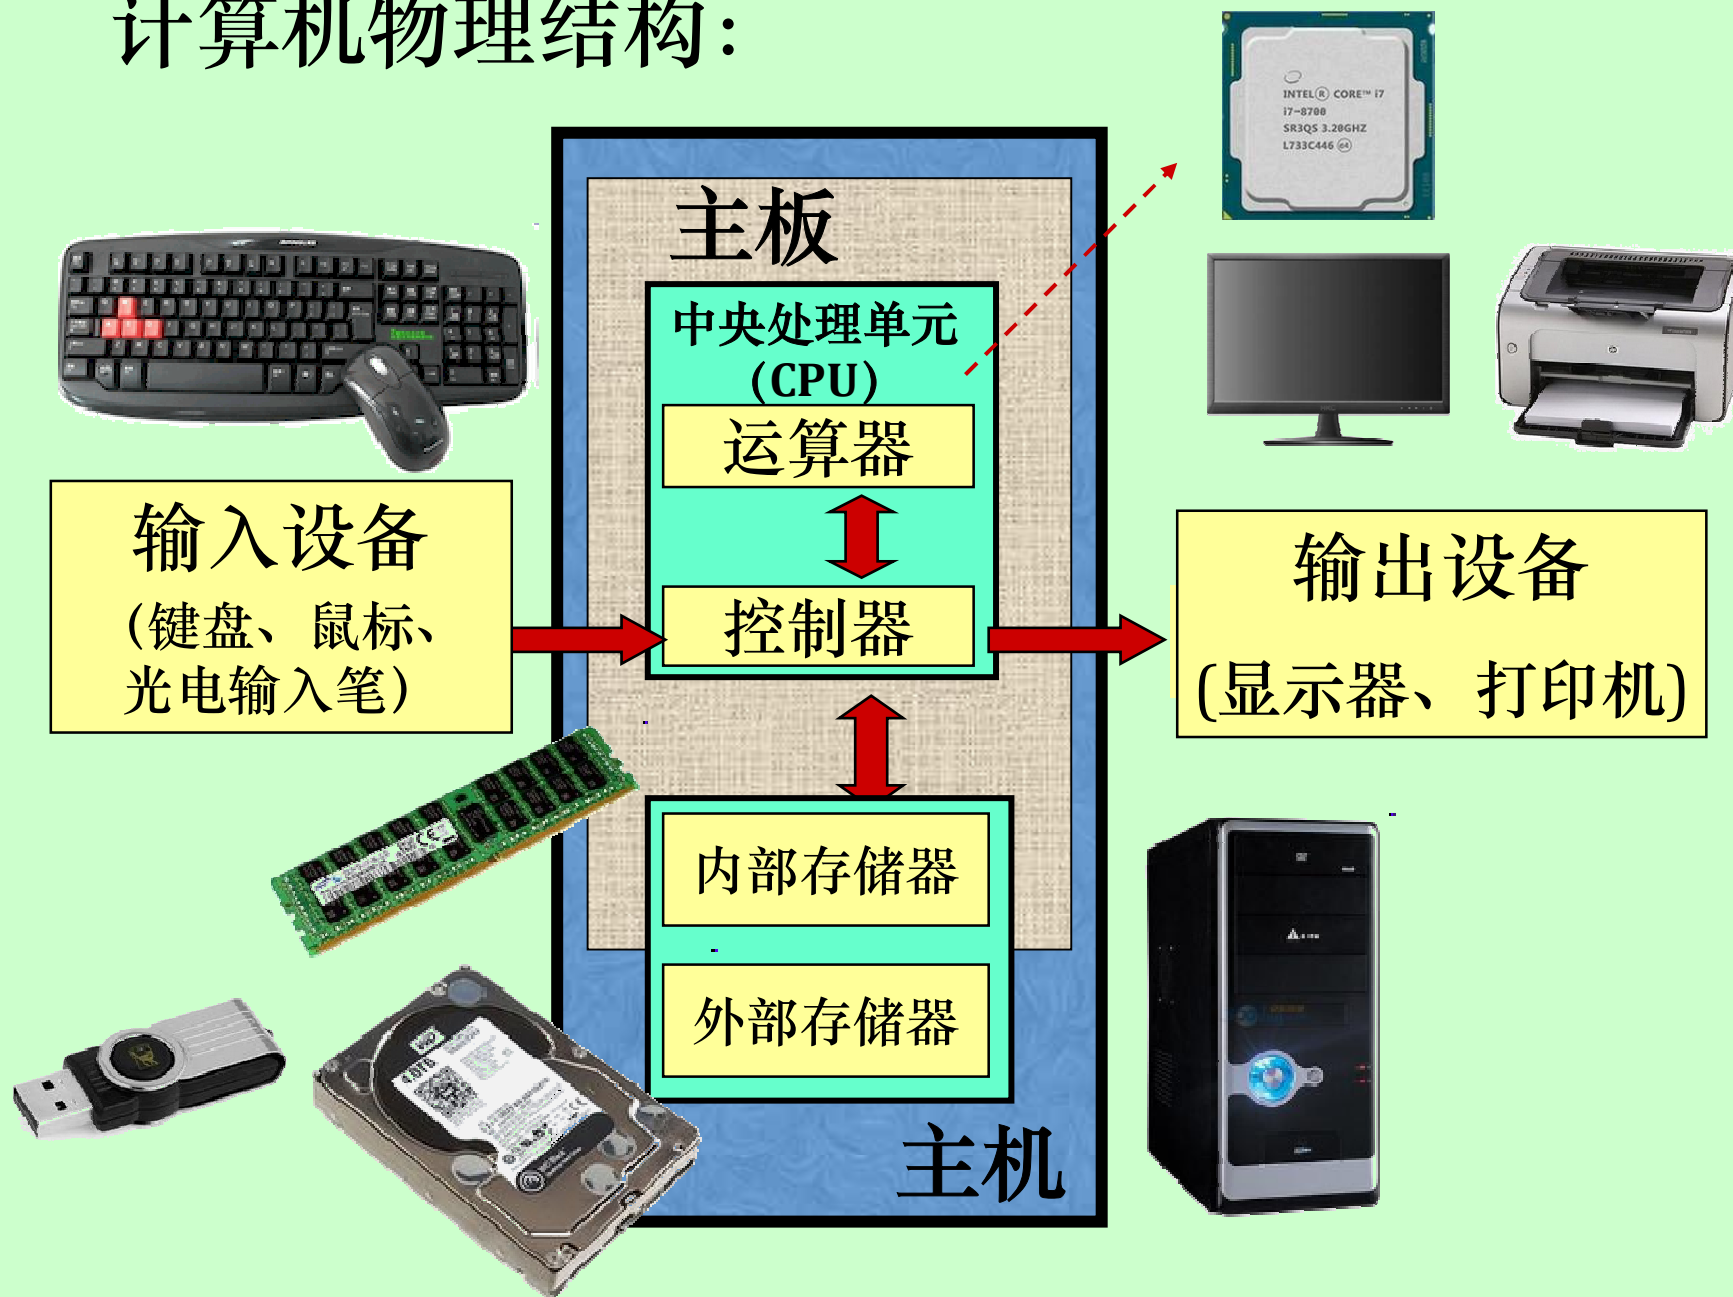 计算机物理结构：
INTEL® CORE™ i7
i7-8700
SR3QS 3.20GHZ
L733C446 e4
主板
中央处理单元
（CPU）
运算器
控制器
输入设备
（键盘、鼠标、
光电输入笔）
输出设备
(显示器、打印机)
内部存储器
外部存储器
主机